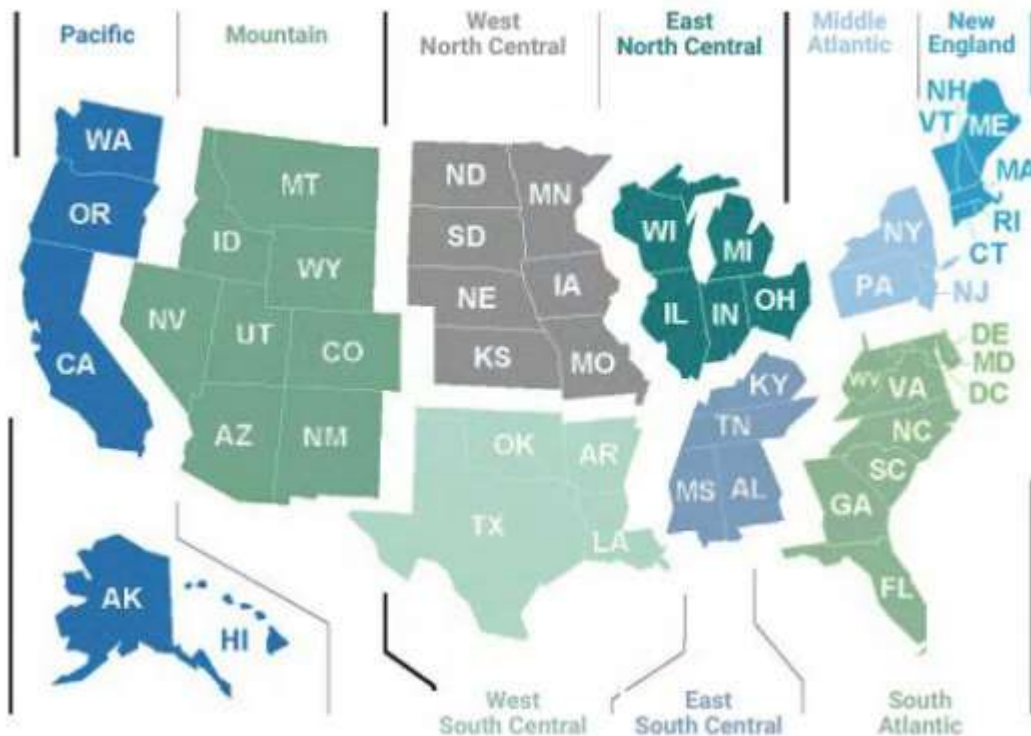 Pacific
Mountain
West
North Central
East
North Central
Middle
Atlantic
New
England
NH
VT
ME
WA
MT
ND
MN
MA
OR
ID
SD
WI
MI
NY
RI
CT
WY
NE
IA
PA
NJ
NV
UT
CO
KS
MO
IL
IN
OH
CA
DE
MD
DC
KY
WV
VA
AZ
NM
OK
AR
TN
NC
SC
TX
LA
MS
AL
GA
FL
AK
HI
West
South Central
East
South Central
South
Atlantic